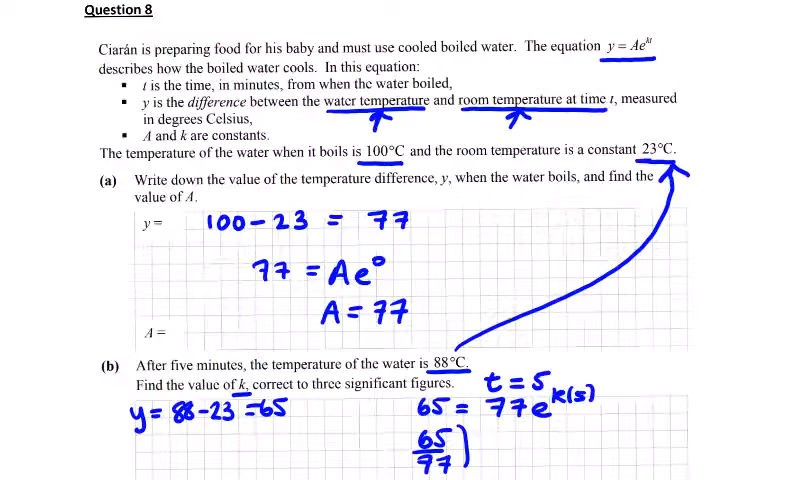 Question 8
Ciarán is preparing food for his baby and must use cooled boiled water. The equation y = Ae^{kt}
describes how the boiled water cools. In this equation:
▪ t is the time, in minutes, from when the water boiled,
▪ y is the difference between the water temperature and room temperature at time t, measured
in degrees Celsius,
▪ A and k are constants.
The temperature of the water when it boils is 100°C and the room temperature is a constant 23°C.
(a) Write down the value of the temperature difference, y, when the water boils, and find the
value of A.
y = 100 - 23 = 77
77 = Ae^0
A = 77
A =
(b) After five minutes, the temperature of the water is 88°C.
Find the value of k, correct to three significant figures. t = 5
y = 88 - 23 = 65 65 = 77e^{k(5)}
65/77 )